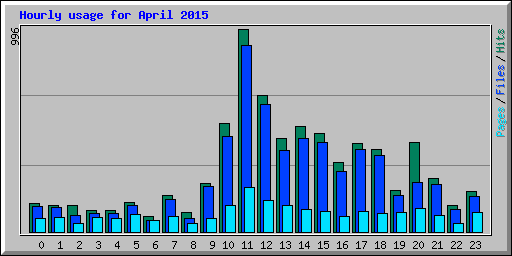 Hourly usage for April 2015
996
Pages/Files/Hits
0 1 2 3 4 5 6 7 8 9 10 11 12 13 14 15 16 17 18 19 20 21 22 23